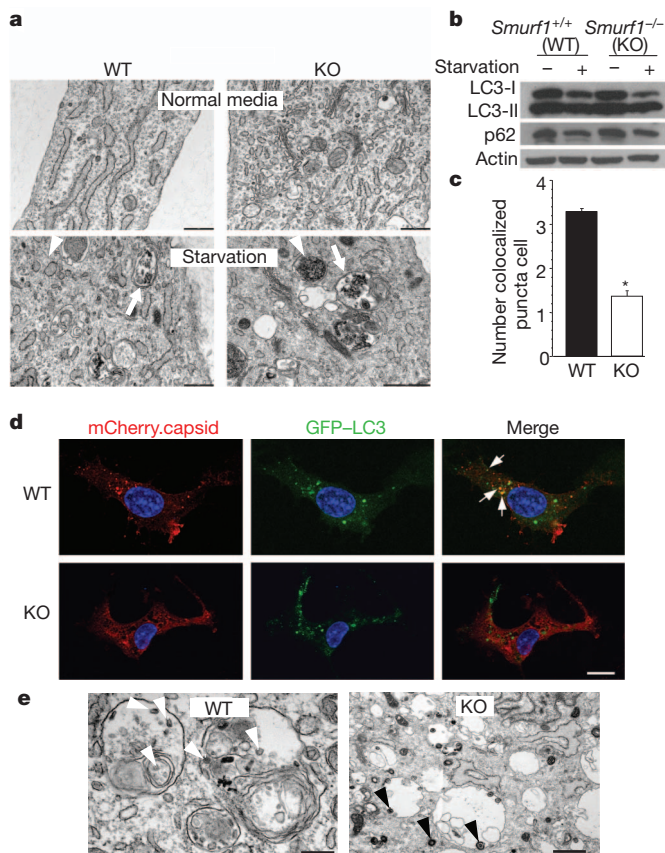 a
WT
KO
Normal media
Starvation
b
Smurf1+/+ Smurf1−/−
(WT) (KO)
Starvation − + − +
LC3-I
LC3-II
p62
Actin
c
Number colocalized
puncta cell
4
3
2
1
0
*
WT
KO
d
mCherry.capsid
GFP–LC3
Merge
WT
KO
e
WT
KO